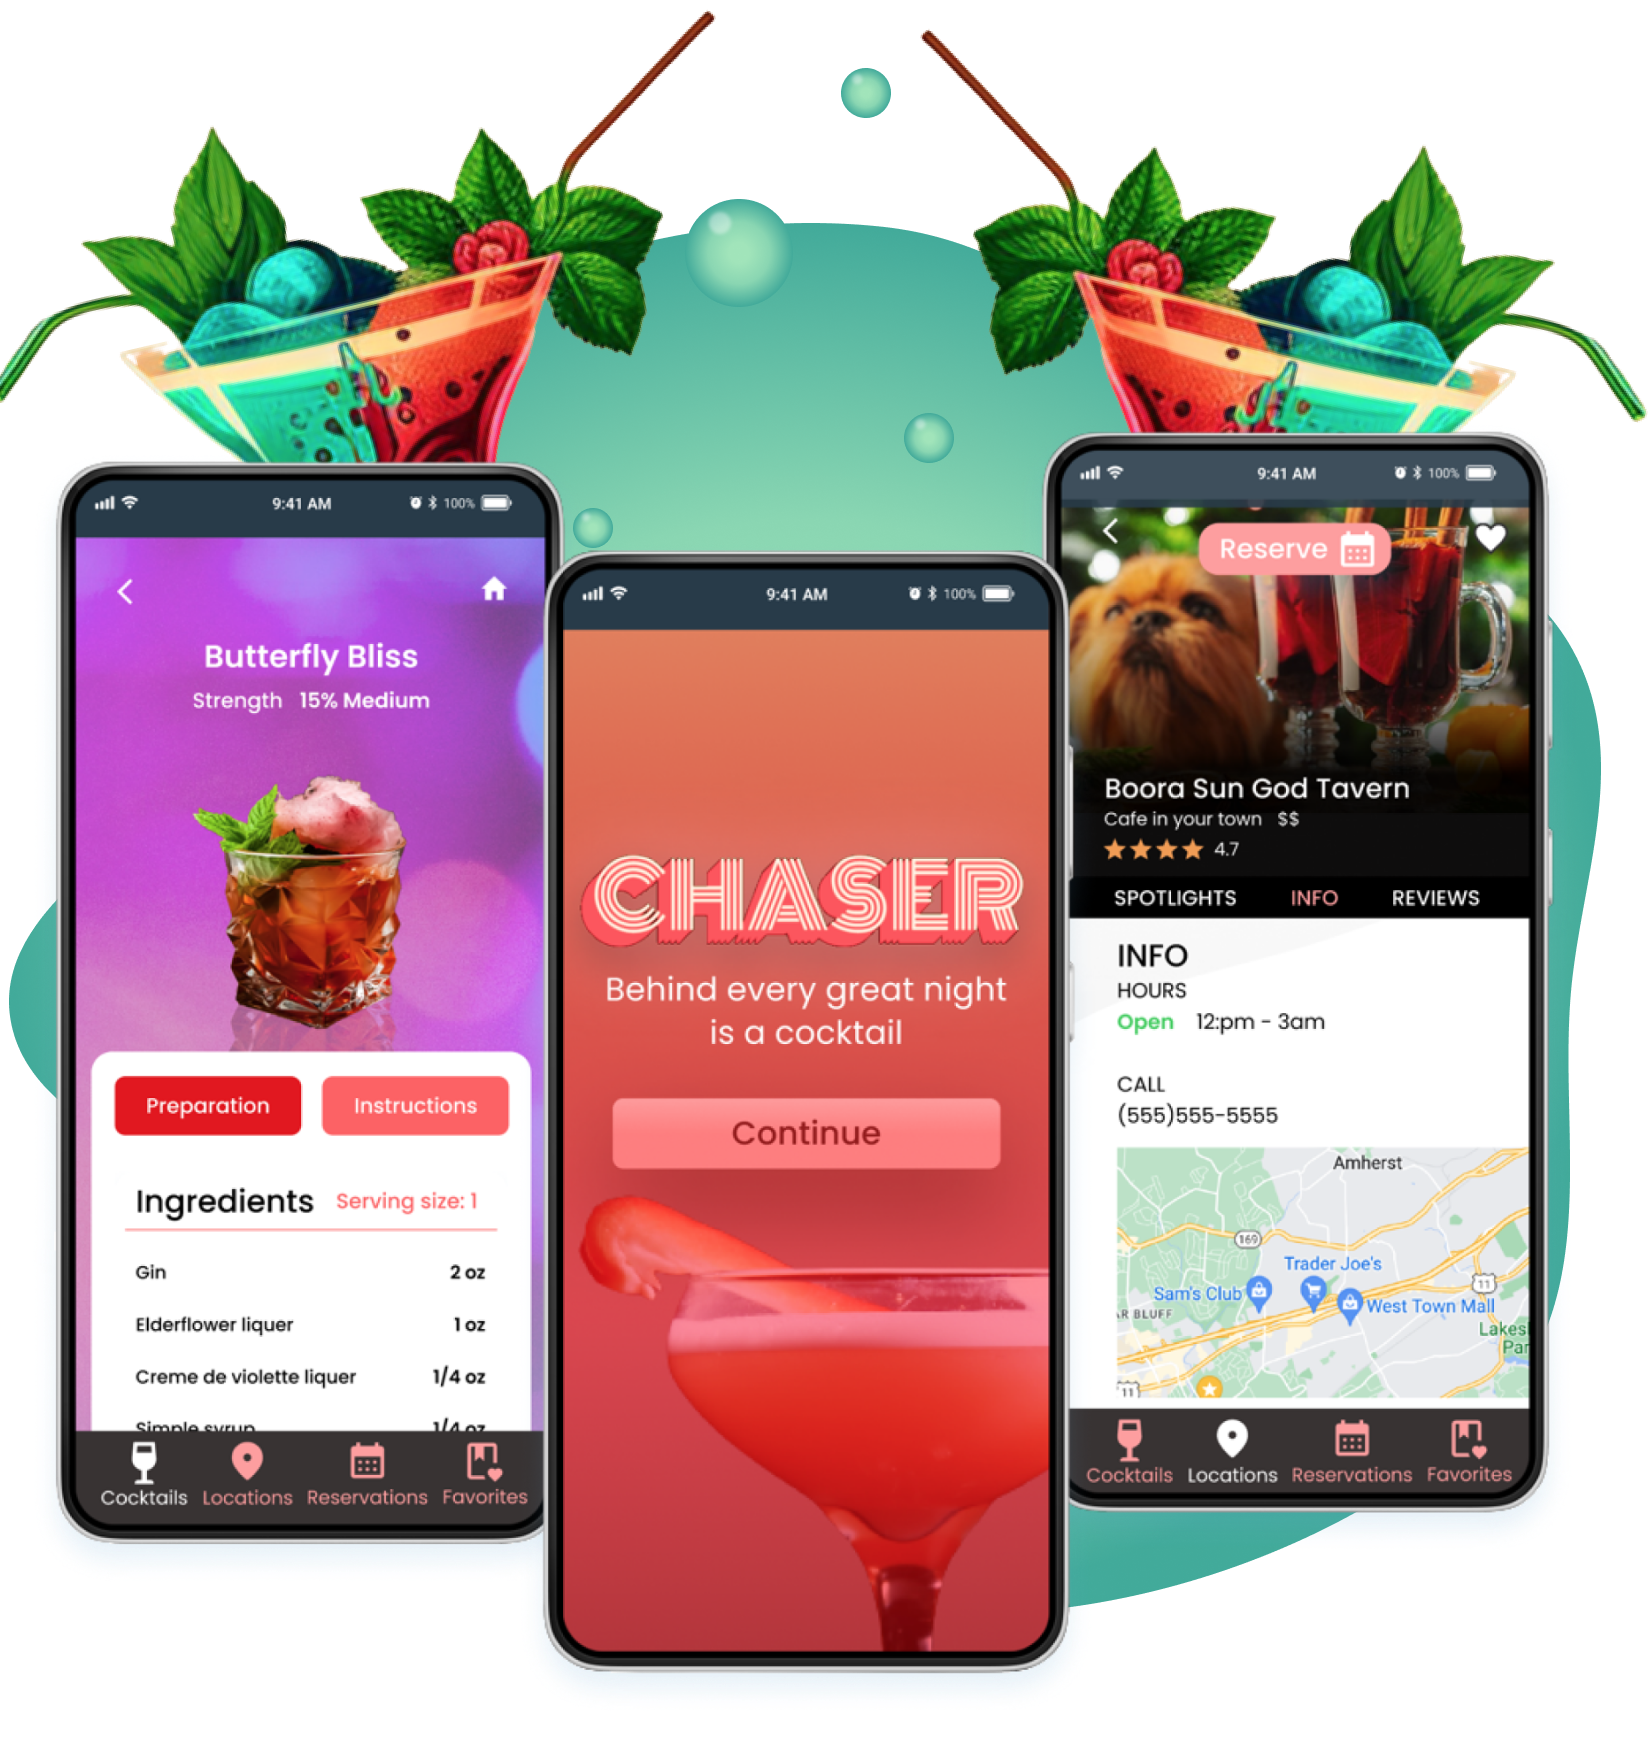 9:41 AM
100%
Butterfly Bliss
Strength 15% Medium
Preparation
Instructions
Ingredients Serving size: 1
Gin 2 oz
Elderflower liquer 1 oz
Creme de violette liquer 1/4 oz
Simple syrup 1/4 oz
Cocktails Locations Reservations Favorites
9:41 AM
100%
CHASER
Behind every great night
is a cocktail
Continue
9:41 AM
100%
Reserve
Boora Sun God Tavern
Cafe in your town $$
4.7
SPOTLIGHTS INFO REVIEWS
INFO
HOURS
Open 12:pm - 3am
CALL
(555)555-5555
Amherst
169
Trader Joe's
11
Sam's Club
West Town Mall
R BLUFF
Lakes
Par
11
Cocktails Locations Reservations Favorites